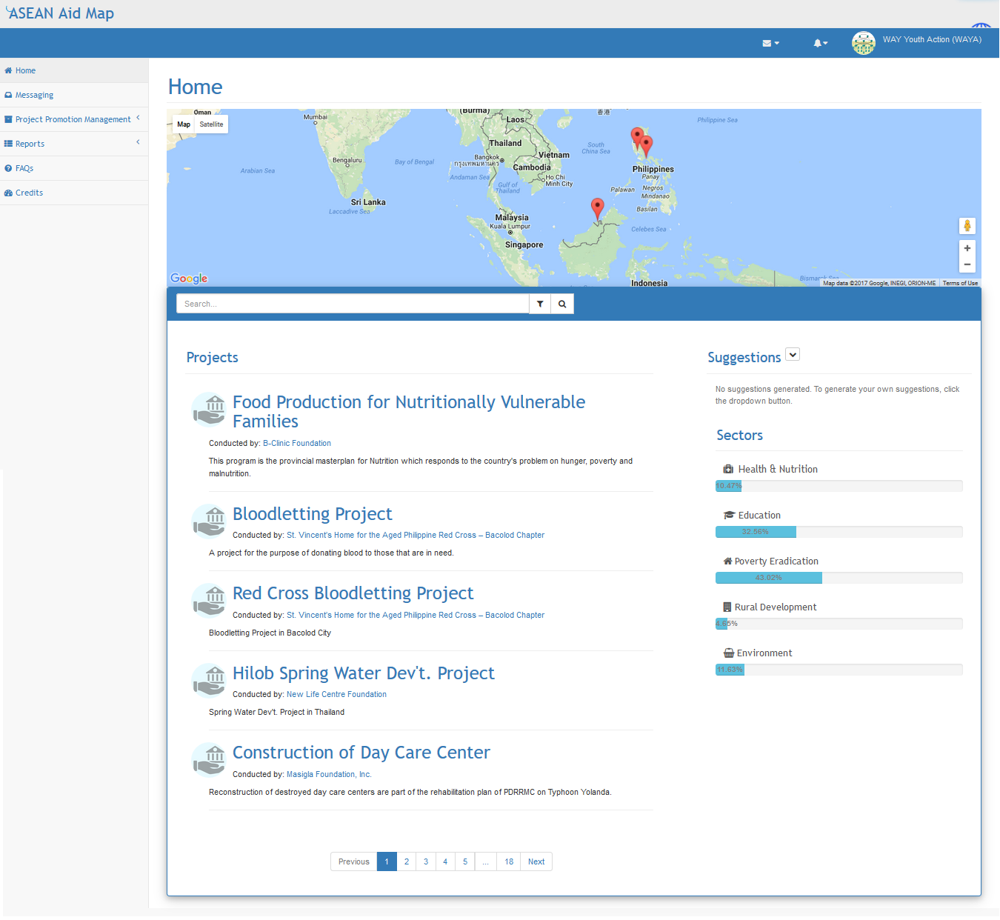 ASEAN Aid Map
WAY Youth Action (WAYA)
Home
Messaging
Project Promotion Management
Reports
FAQs
Credits
Home
Map
Satellite
Oman
Mumbai
(Burma)
Laos
香港
Philippine Sea
Thailand
South
China Sea
Vietnam
Bengaluru
Bay of Bengal
Bangkok
กรุงเทพมหานคร
Cambodia
Philippines
Arabian Sea
Andaman Sea
Gulf of
Thailand
Ho Chi
Minh City
Panay
Palawan
Negros
Mindanao
Sri Lanka
Laccadive Sea
Basilan
Malaysia
Kuala Lumpur
Celebes Sea
Singapore
Google
Indonesia
Bismarck Sea
Map data ©2017 Google, INEGI, ORION-ME
Terms of Use
Search...
Projects
Food Production for Nutritionally Vulnerable
Families
Conducted by: B-Clinic Foundation
This program is the provincial masterplan for Nutrition which responds to the country's problem on hunger, poverty and
malnutrition.
Bloodletting Project
Conducted by: St. Vincent's Home for the Aged Philippine Red Cross – Bacolod Chapter
A project for the purpose of donating blood to those that are in need.
Red Cross Bloodletting Project
Conducted by: St. Vincent's Home for the Aged Philippine Red Cross – Bacolod Chapter
Bloodletting Project in Bacolod City
Hilob Spring Water Dev't. Project
Conducted by: New Life Centre Foundation
Spring Water Dev't. Project in Thailand
Construction of Day Care Center
Conducted by: Masigla Foundation, Inc.
Reconstruction of destroyed day care centers are part of the rehabilitation plan of PDRRMC on Typhoon Yolanda.
Previous 1 2 3 4 5 ... 18 Next
Suggestions
No suggestions generated. To generate your own suggestions, click
the dropdown button.
Sectors
Health & Nutrition
10.47%
Education
32.56%
Poverty Eradication
43.02%
Rural Development
4.65%
Environment
11.63%